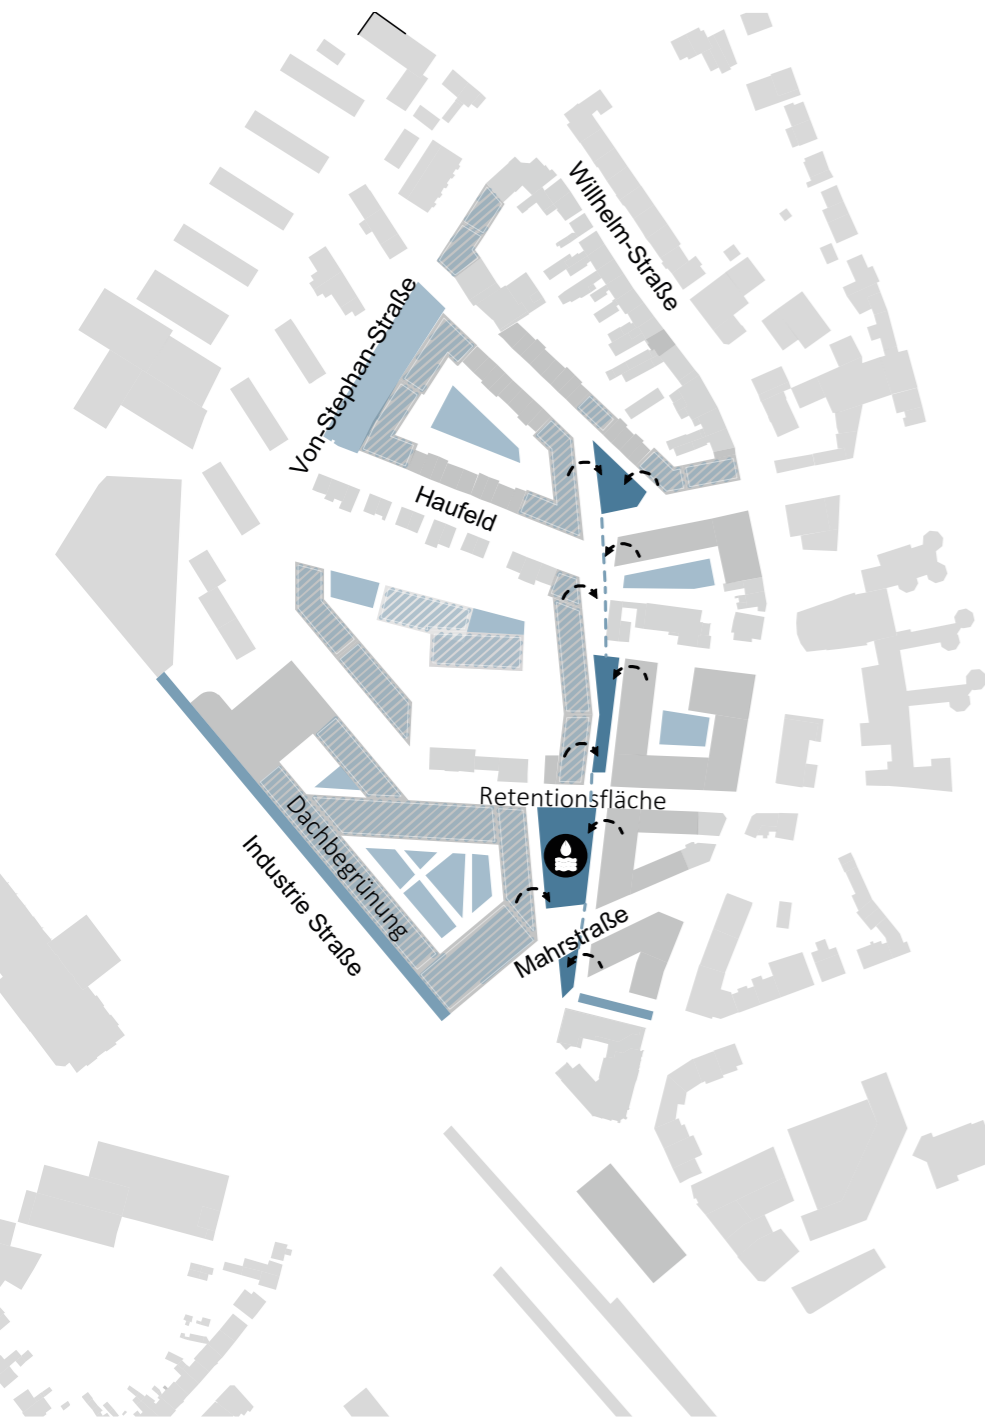 Willhelm-Straße
Von-Stephan-Straße
Haufeld
Retentionsfläche
Dachbegrünung
Industrie Straße
Mahrstraße